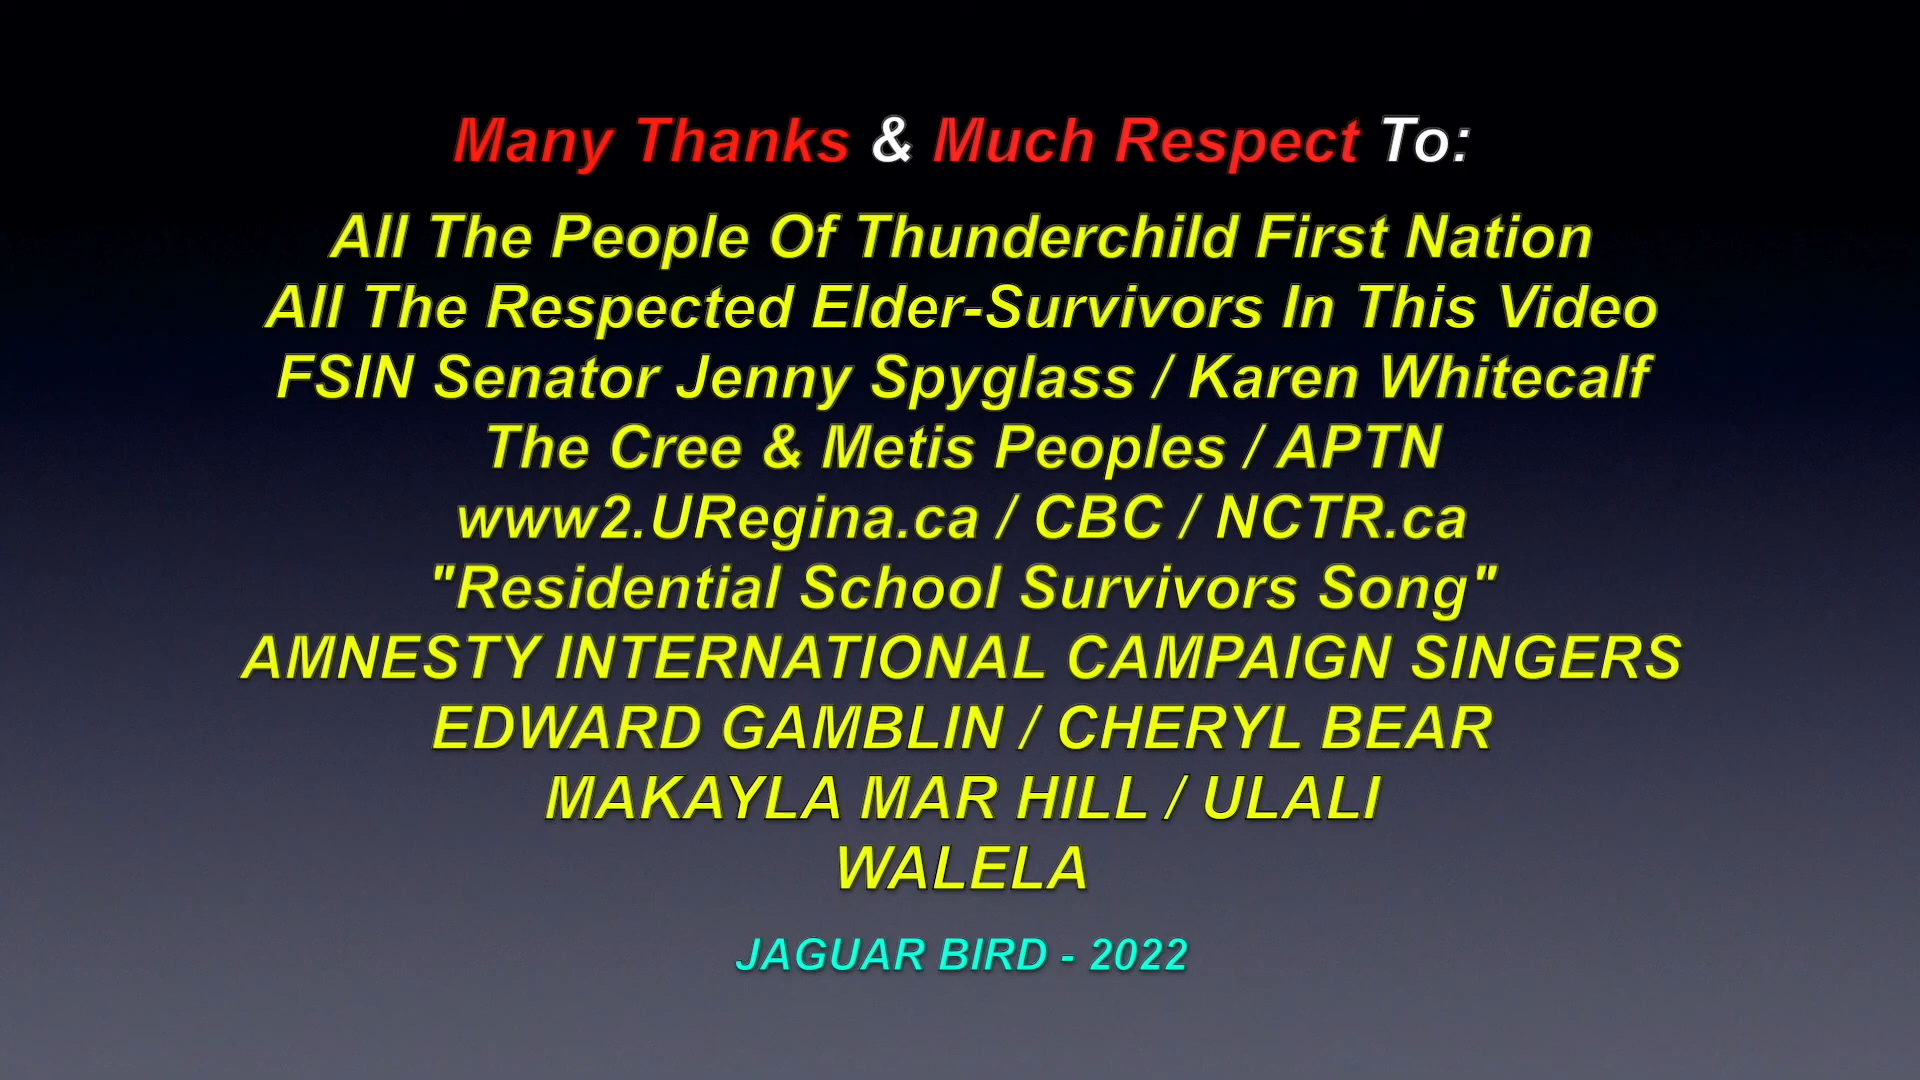 Many Thanks & Much Respect To:
All The People Of Thunderchild First Nation
All The Respected Elder-Survivors In This Video
FSIN Senator Jenny Spyglass / Karen Whitecalf
The Cree & Metis Peoples / APTN
www2.URegina.ca / CBC / NCTR.ca
"Residential School Survivors Song"
AMNESTY INTERNATIONAL CAMPAIGN SINGERS
EDWARD GAMBLIN / CHERYL BEAR
MAKAYLA MAR HILL / ULALI
WALELA
JAGUAR BIRD - 2022